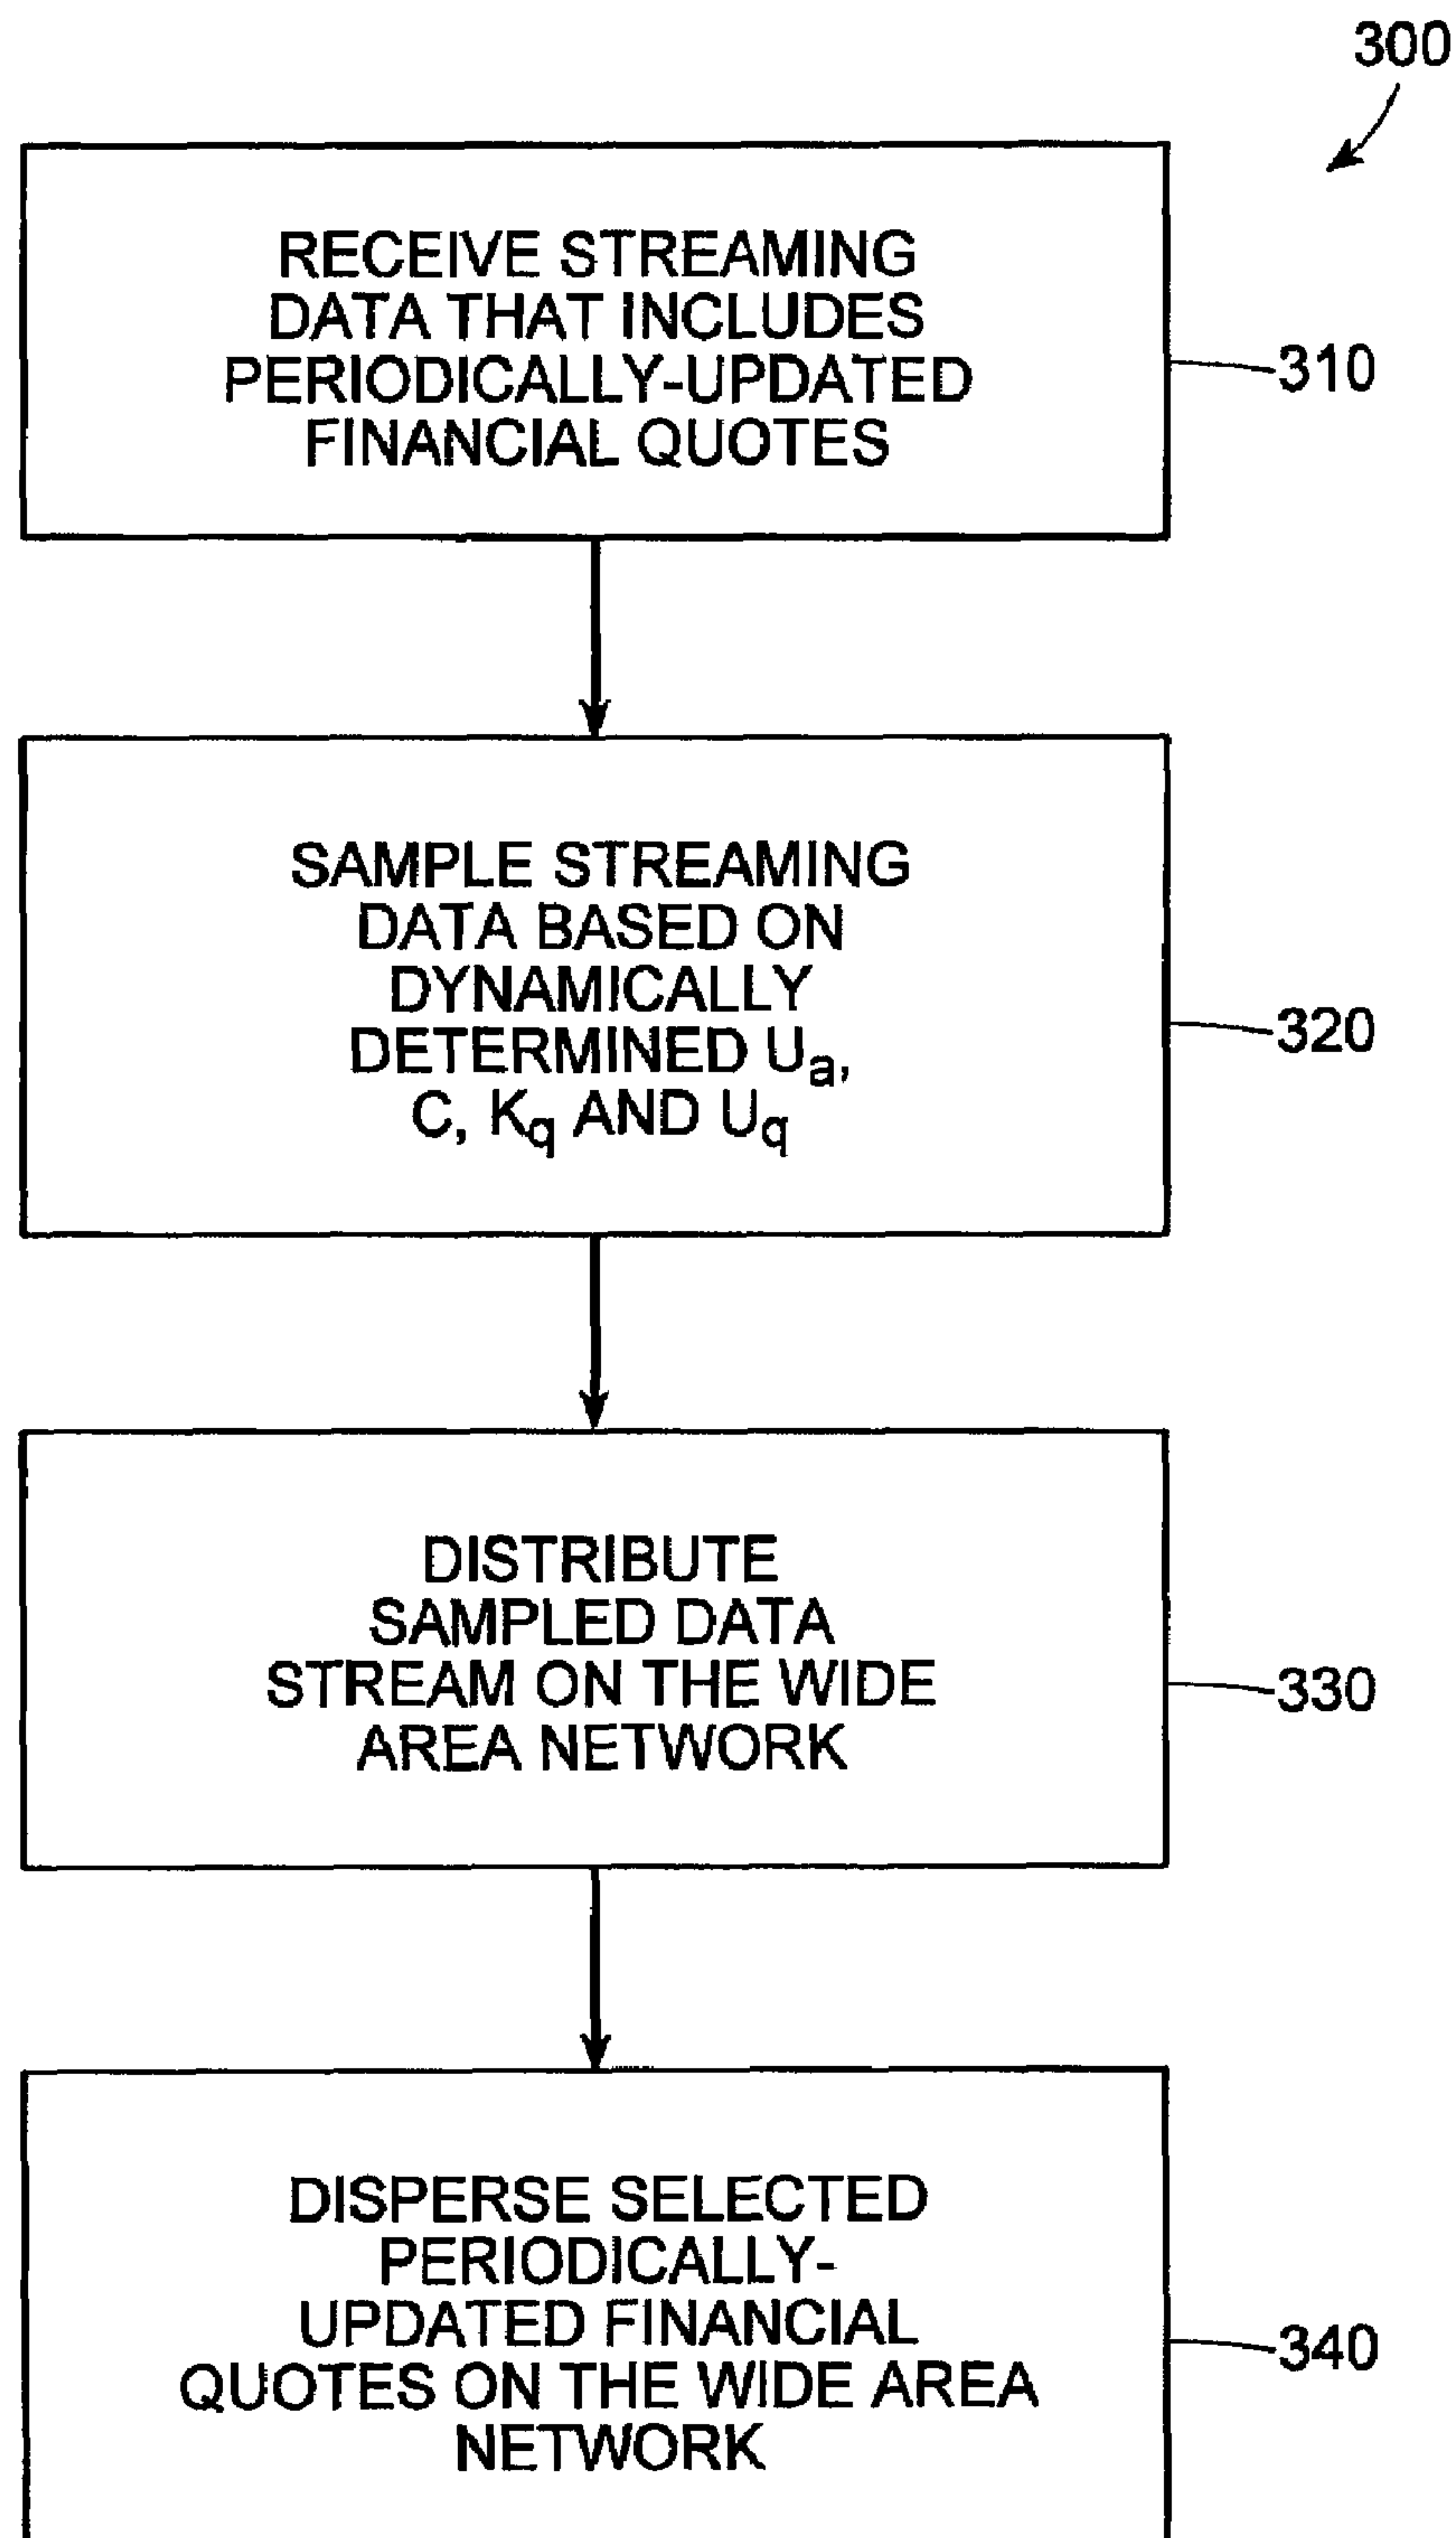 300
RECEIVE STREAMING
DATA THAT INCLUDES
PERIODICALLY-UPDATED
FINANCIAL QUOTES
310
SAMPLE STREAMING
DATA BASED ON
DYNAMICALLY
DETERMINED Ua,
C, Kq AND Uq
320
DISTRIBUTE
SAMPLED DATA
STREAM ON THE WIDE
AREA NETWORK
330
DISPERSE SELECTED
PERIODICALLY-
UPDATED FINANCIAL
QUOTES ON THE WIDE AREA
NETWORK
340